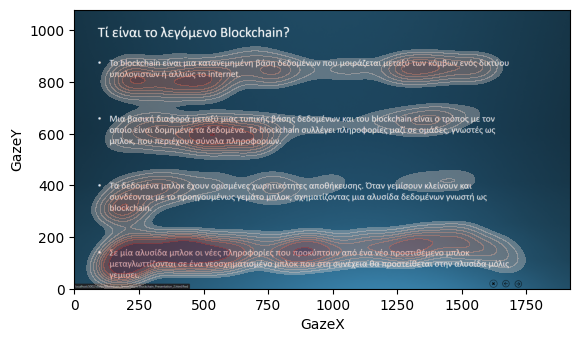 Τί είναι το λεγόμενο Blockchain?
• Το blockchain είναι μια κατανεμημένη βάση δεδομένων που μοιράζεται μεταξύ των κόμβων ενός δικτύου
υπολογιστών ή αλλιώς το internet.
• Μια βασική διαφορά μεταξύ μιας τυπικής βάσης δεδομένων και του blockchain είναι ο τρόπος με τον
οποίο είναι δομημένα τα δεδομένα. Το blockchain συλλέγει πληροφορίες μαζί σε ομάδες, γνωστές ως
μπλοκ, που περιέχουν σύνολα πληροφοριών.
• Τα δεδομένα μπλοκ έχουν ορισμένες χωρητικότητες αποθήκευσης. Όταν γεμίσουν κλείνουν και
συνδέονται με το προηγουμένως γεμάτο μπλοκ, σχηματίζοντας μια αλυσίδα δεδομένων γνωστή ως
blockchain.
• Σε μία αλυσίδα μπλοκ οι νέες πληροφορίες που προκύπτουν από ένα νέο προστιθέμενο μπλοκ
μεταγλωττίζονται σε ένα νεοσχηματισμένο μπλοκ που στη συνέχεια θα προστείθεται στην αλυσίδα μόλις
γεμίσει.
GazeY
1000
800
600
400
200
0
0 250 500 750 1000 1250 1500 1750
GazeX